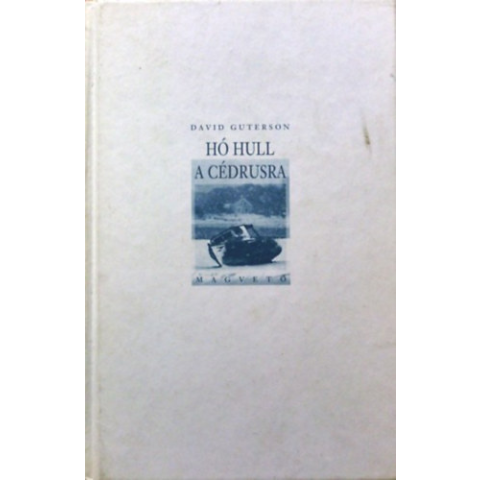 DAVID GUTERSON
HÓ HULL
A CÉDRUSRA
MAGVETŐ